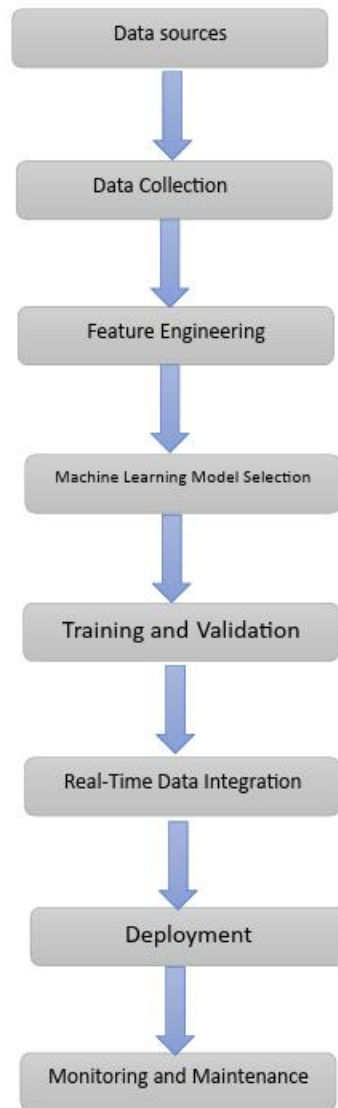 Data sources
Data Collection
Feature Engineering
Machine Learning Model Selection
Training and Validation
Real-Time Data Integration
Deployment
Monitoring and Maintenance